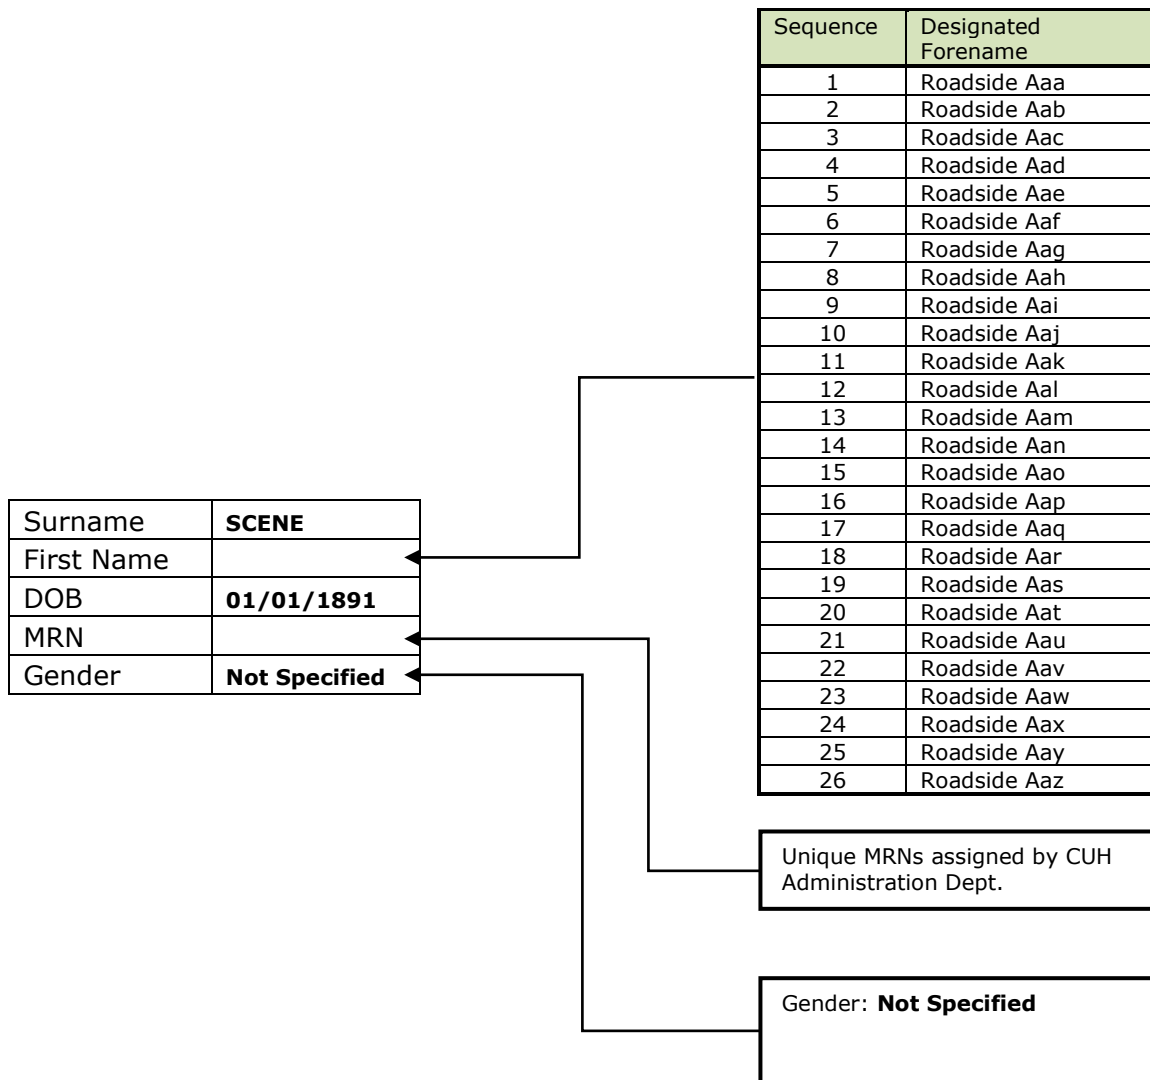 Sequence Designated
Forename
1 Roadside Aaa
2 Roadside Aab
3 Roadside Aac
4 Roadside Aad
5 Roadside Aae
6 Roadside Aaf
7 Roadside Aag
8 Roadside Aah
9 Roadside Aai
10 Roadside Aaj
11 Roadside Aak
12 Roadside Aal
13 Roadside Aam
14 Roadside Aan
15 Roadside Aao
16 Roadside Aap
17 Roadside Aaq
18 Roadside Aar
19 Roadside Aas
20 Roadside Aat
21 Roadside Aau
22 Roadside Aav
23 Roadside Aaw
24 Roadside Aax
25 Roadside Aay
26 Roadside Aaz
Surname SCENE
First Name
DOB 01/01/1891
MRN
Gender Not Specified
Unique MRNs assigned by CUH
Administration Dept.
Gender: Not Specified